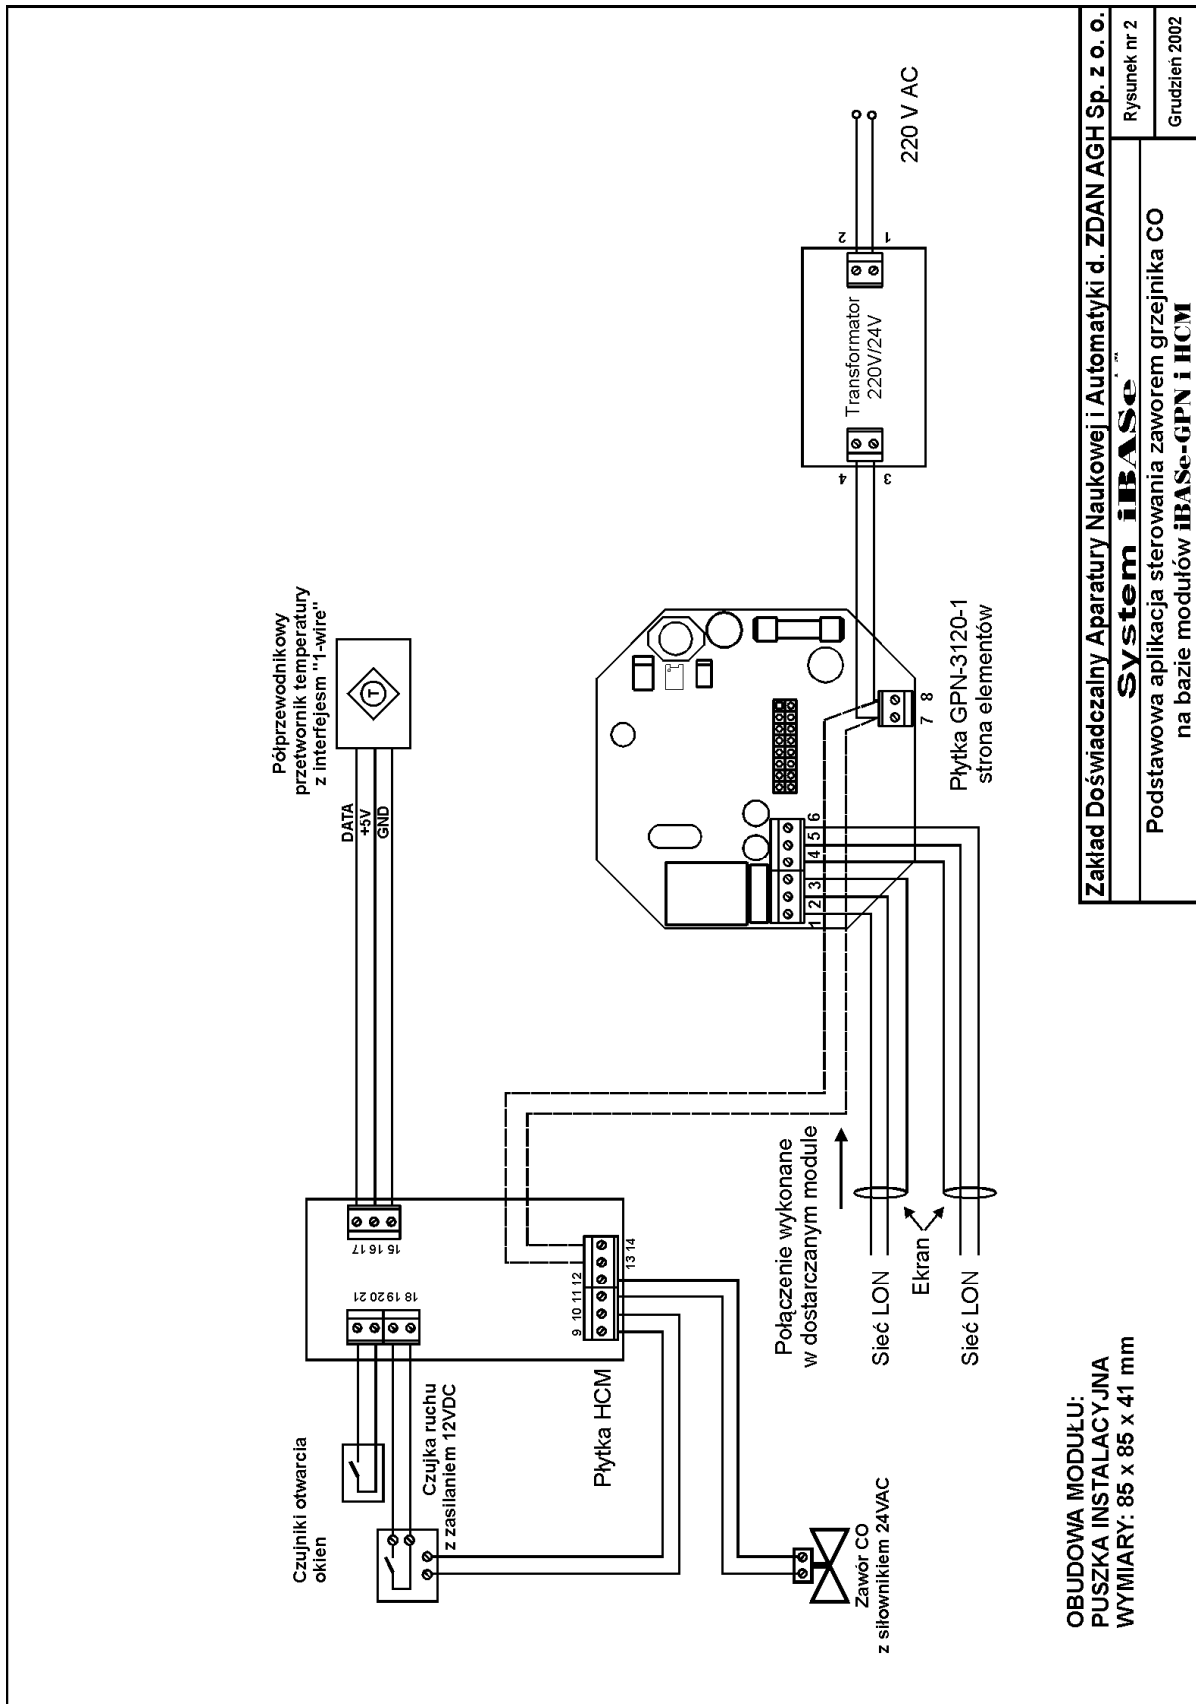 Czujniki otwarcia
okien
Czujka ruchu
z zasilaniem 12VDC
21 20 19 18
17 16 15
Półprzewodnikowy
przetwornik temperatury
z interfejesm "1-wire"
DATA
+5V
GND
Płytka HCM
9 10 11 12 13 14
T
Zawór CO
z siłownikiem 24VAC
Połączenie wykonane
w dostarczanym module
Sieć LON
Ekran
Sieć LON
1 2 3 4 5 6
7 8
Płytka GPN-3120-1
strona elementów
4
3
Transformator
220V/24V
2
1
220 V AC
OBUDOWA MODUŁU:
PUSZKA INSTALACYJNA
WYMIARY: 85 x 85 x 41 mm
Zakład Doświadczalny Aparatury Naukowej i Automatyki d. ZDAN AGH Sp. z o. o.
System iBASe
Rysunek nr 2
Podstawowa aplikacja sterowania zaworem grzejnika CO
na bazie modułów iBASe-GPN i HCM
Grudzień 2002